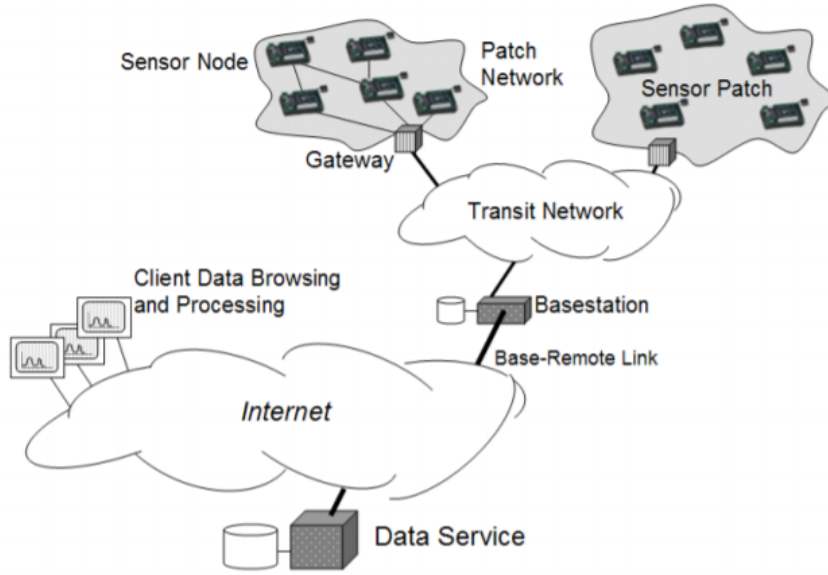 Sensor Node
Patch
Network
Sensor Patch
Gateway
Transit Network
Client Data Browsing
and Processing
Basestation
Base-Remote Link
Internet
Data Service